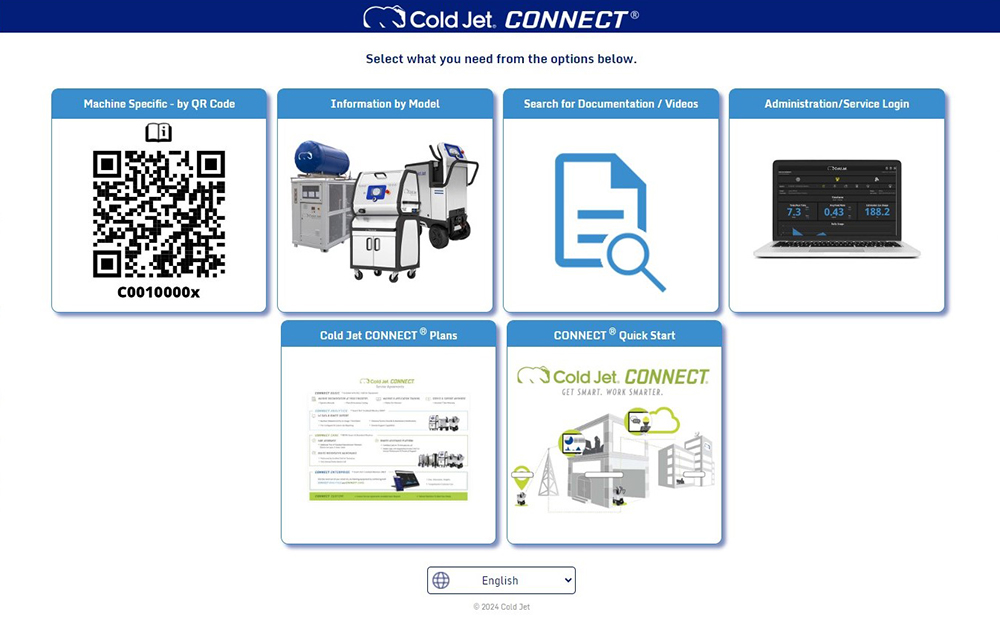 Cold Jet. CONNECT®
Select what you need from the options below.
Machine Specific - by QR Code
C0010000x
Information by Model
Search for Documentation / Videos
Administration/Service Login
7.3
0.43
188.2
Cold Jet CONNECT® Plans
Cold Jet CONNECT
CONNECT® Quick Start
Cold Jet. CONNECT.
GET SMART. WORK SMARTER.
English
© 2024 Cold Jet